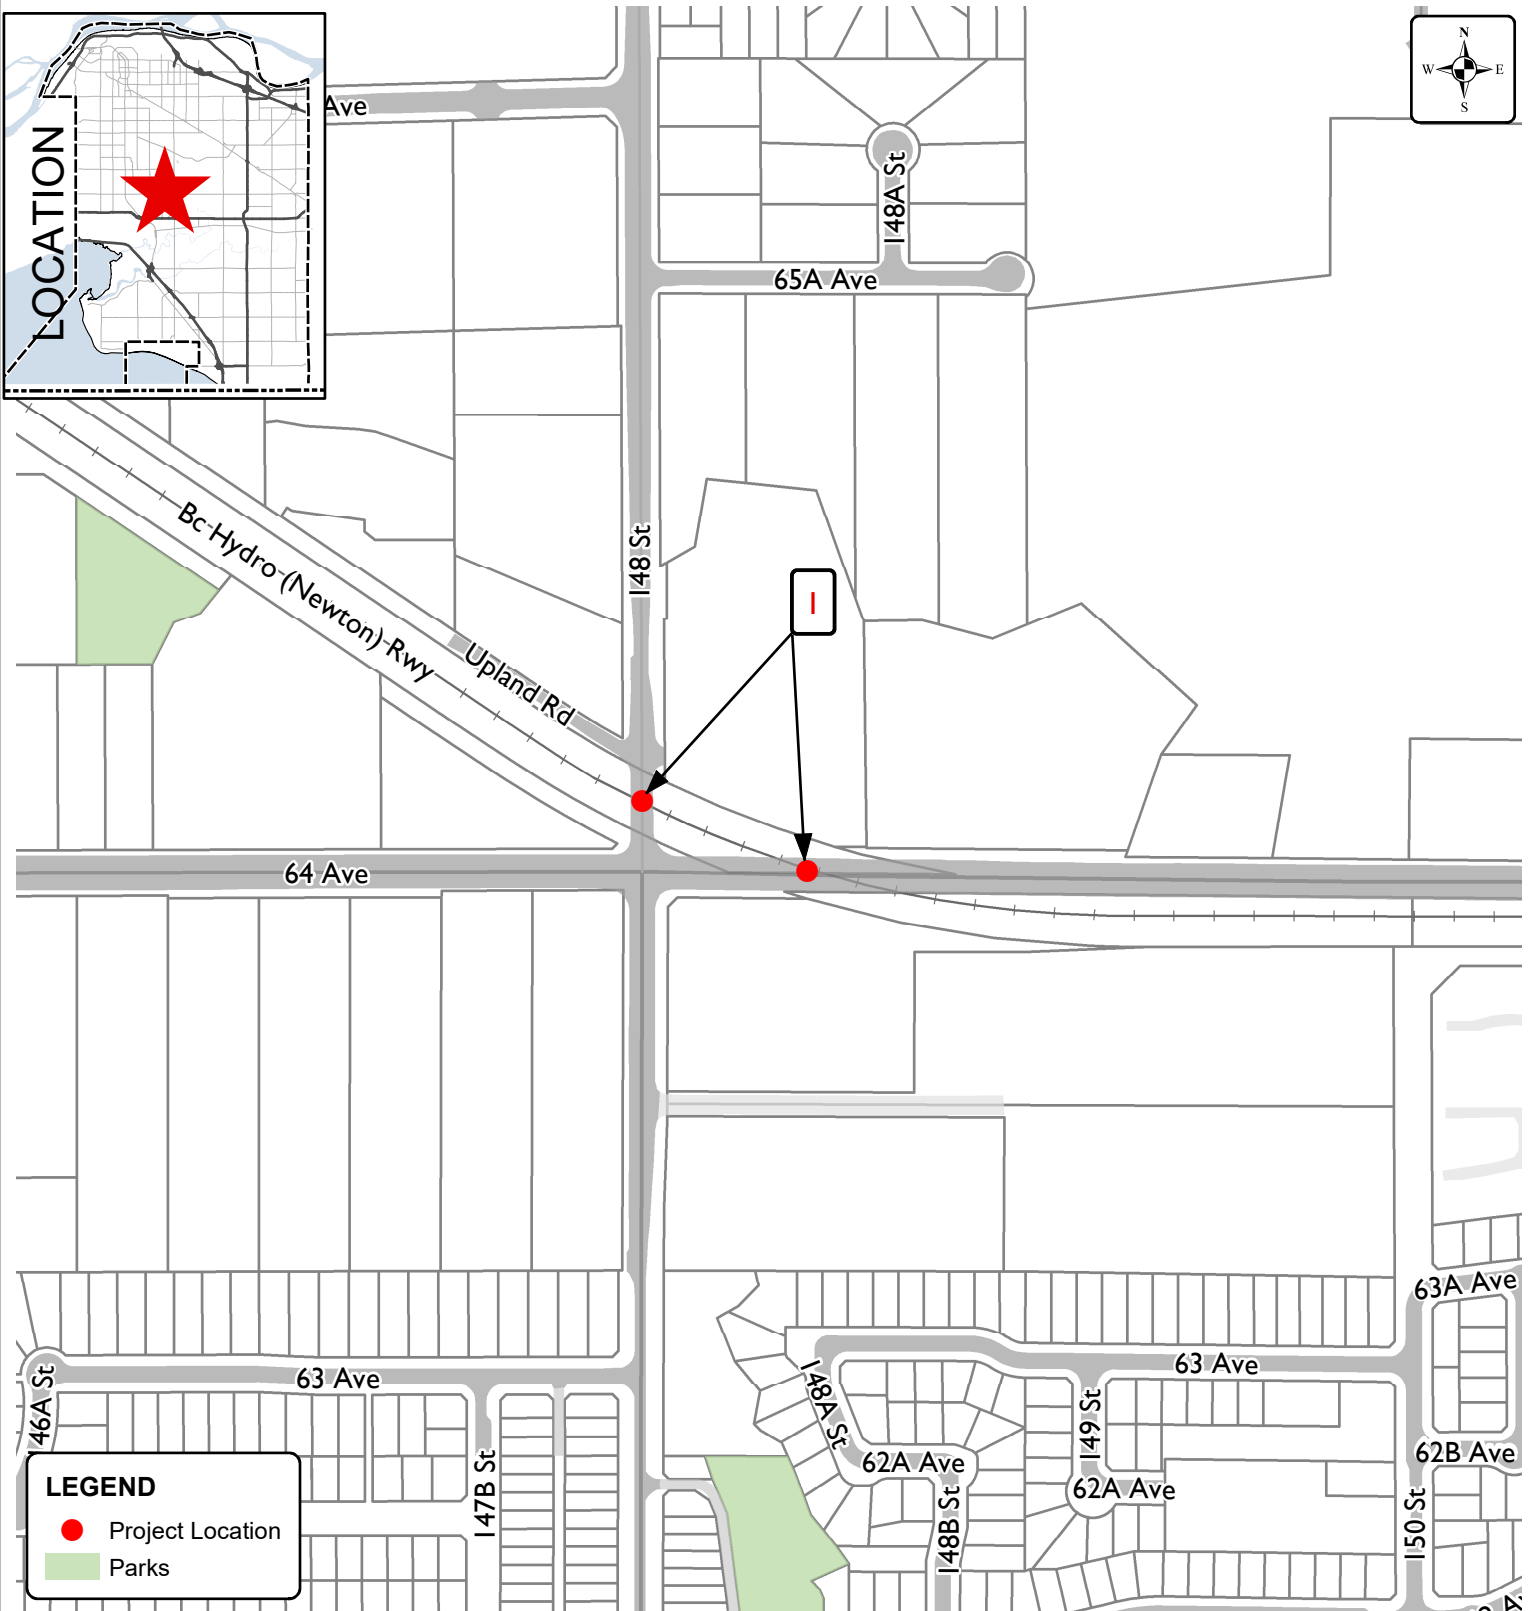 LOCATION
N
W E
S
Ave
148A St
65A Ave
148 St
Bc Hydro (Newton) Rwy
Upland Rd
1
64 Ave
63A Ave
63 Ave
63 Ave
146A St
148A St
149 St
62B Ave
62A Ave
62A Ave
147B St
148B St
150 St
LEGEND
Project Location
Parks